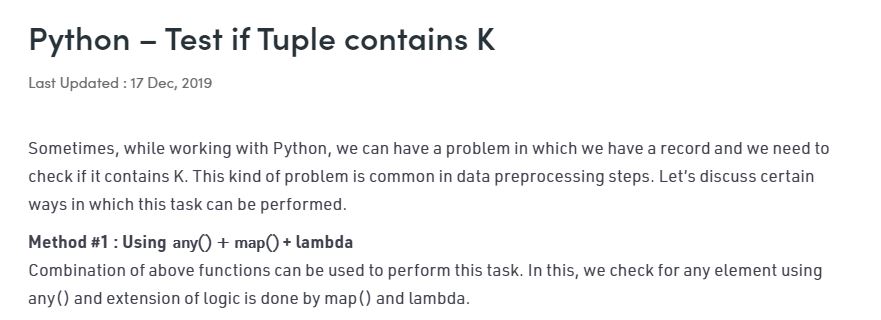 Python – Test if Tuple contains K
Last Updated : 17 Dec, 2019
Sometimes, while working with Python, we can have a problem in which we have a record and we need to
check if it contains K. This kind of problem is common in data preprocessing steps. Let’s discuss certain
ways in which this task can be performed.
Method #1 : Using any() + map() + lambda
Combination of above functions can be used to perform this task. In this, we check for any element using
any() and extension of logic is done by map() and lambda.